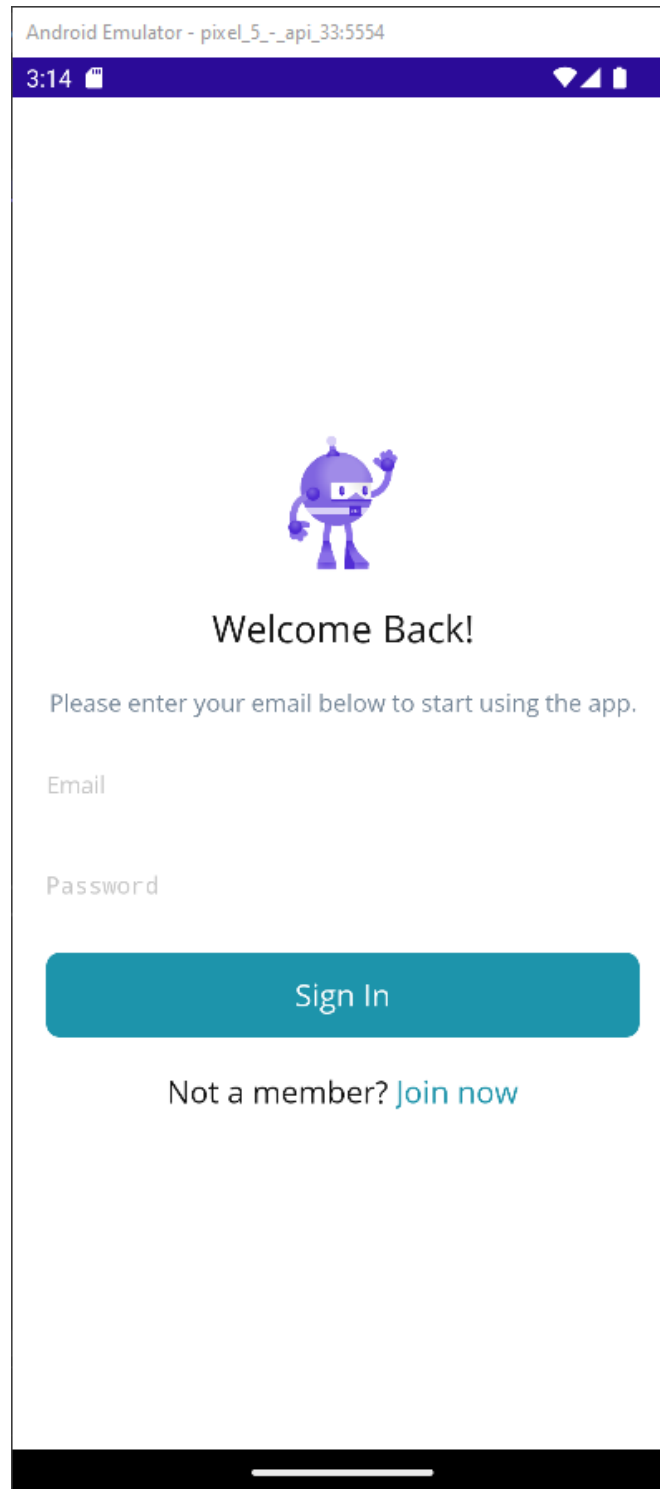 Android Emulator - pixel_5_-_api_33:5554
3:14
Welcome Back!
Please enter your email below to start using the app.
Email
Password
Sign In
Not a member? Join now